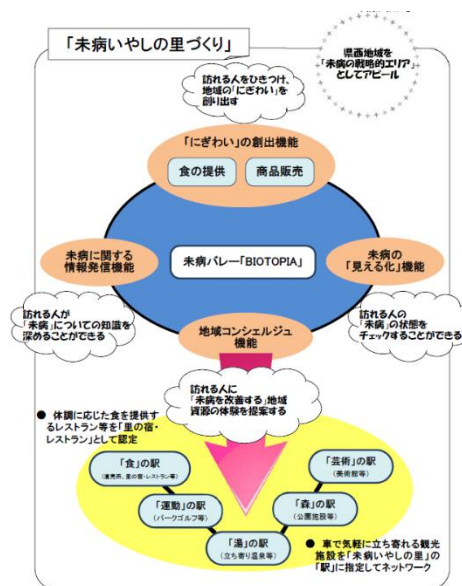 「未病いやしの里づくり」
県西地域を
「未病の戦略的エリア」
としてアピール
訪れる人をひきつけ、
地域の「にぎわい」を
創り出す
「にぎわい」の創出機能
食の提供
商品販売
未病に関する
情報発信機能
未病バレー「BIOTOPIA」
未病の
「見える化」機能
訪れる人が
「未病」についての知識を
深めることができる
地域コンシェルジュ
機能
訪れる人の
「未病」の状態を
チェックすることができる
訪れる人に
「未病を改善する」地域
資源の体験を提案する
● 体調に応じた食を提供す
るレストラン等を「里の宿・
レストラン」として認定
「食」の駅
(直売所、里の宿・レストラン等)
「芸術」の駅
(美術館等)
「運動」の駅
(パークゴルフ等)
「森」の駅
(公園施設等)
「湯」の駅
(立ち寄り温泉等)
● 車で気軽に立ち寄れる観光
施設を「未病いやしの里」の
「駅」に指定してネットワーク